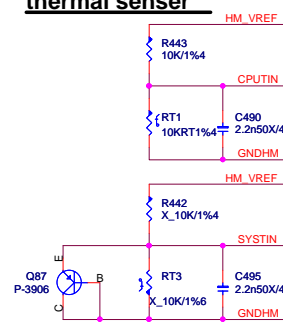 thermal senser
HM_VREF
R443
10K/1%4
CPUTIN
RT1
10KRT1%4
C490
2.2n50X/4
GNDHM
HM_VREF
R442
X_10K/1%4
SYSTIN
E
Q87
P-3906
B
C
RT3
X_10K/1%6
C495
2.2n50X/4
GNDHM